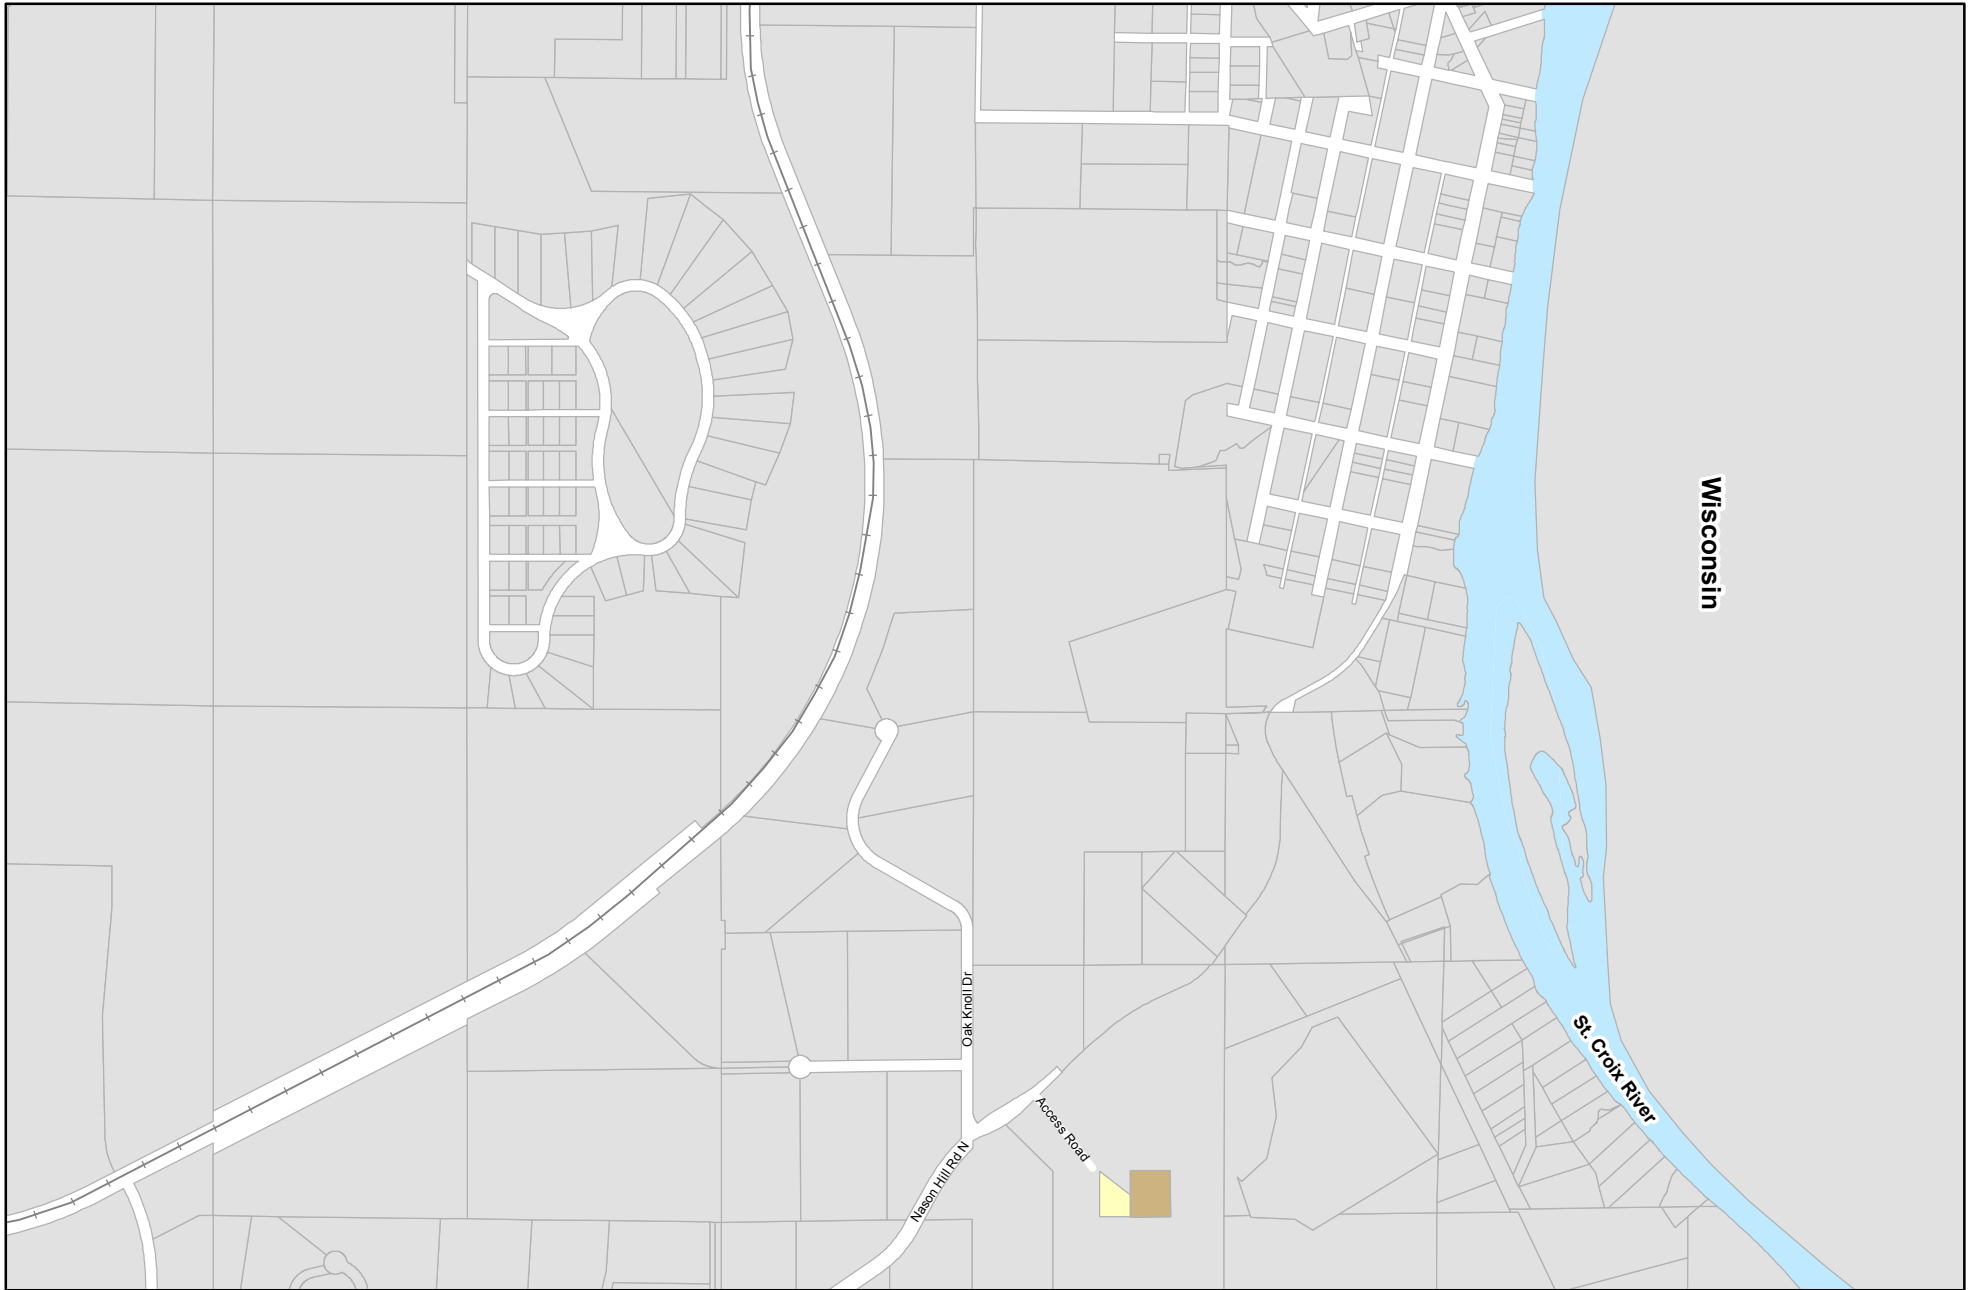 Wisconsin
Oak Knoll Dr
St. Croix River
Access Road
Nason Hill Rd N